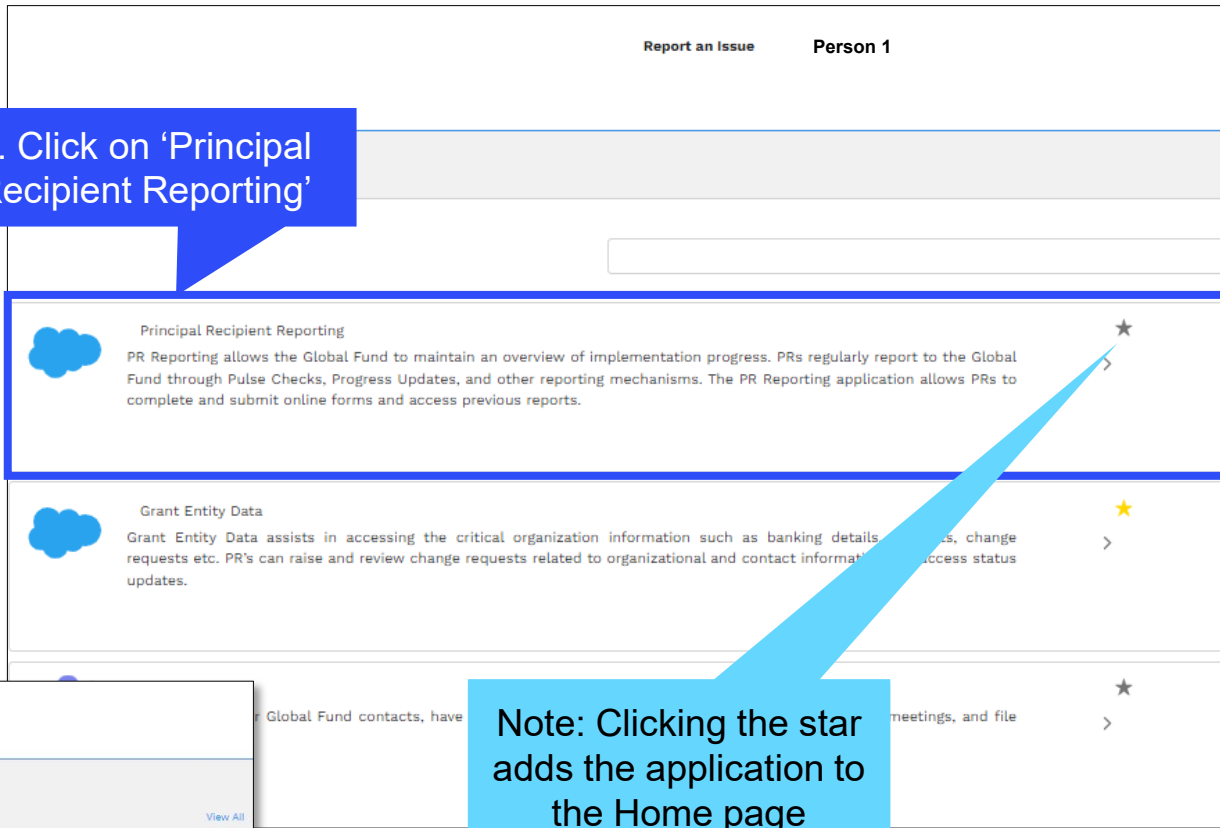 Report an Issue Person 1
. Click on ‘Principal
Recipient Reporting’
Principal Recipient Reporting
PR Reporting allows the Global Fund to maintain an overview of implementation progress. PRs regularly report to the Global
Fund through Pulse Checks, Progress Updates, and other reporting mechanisms. The PR Reporting application allows PRs to
complete and submit online forms and access previous reports.
Grant Entity Data
Grant Entity Data assists in accessing the critical organization information such as banking details, change
requests etc. PR's can raise and review change requests related to organizational and contact access status
updates.
Global Fund contacts, have meetings, and file
Note: Clicking the star
adds the application to
the Home page
View All